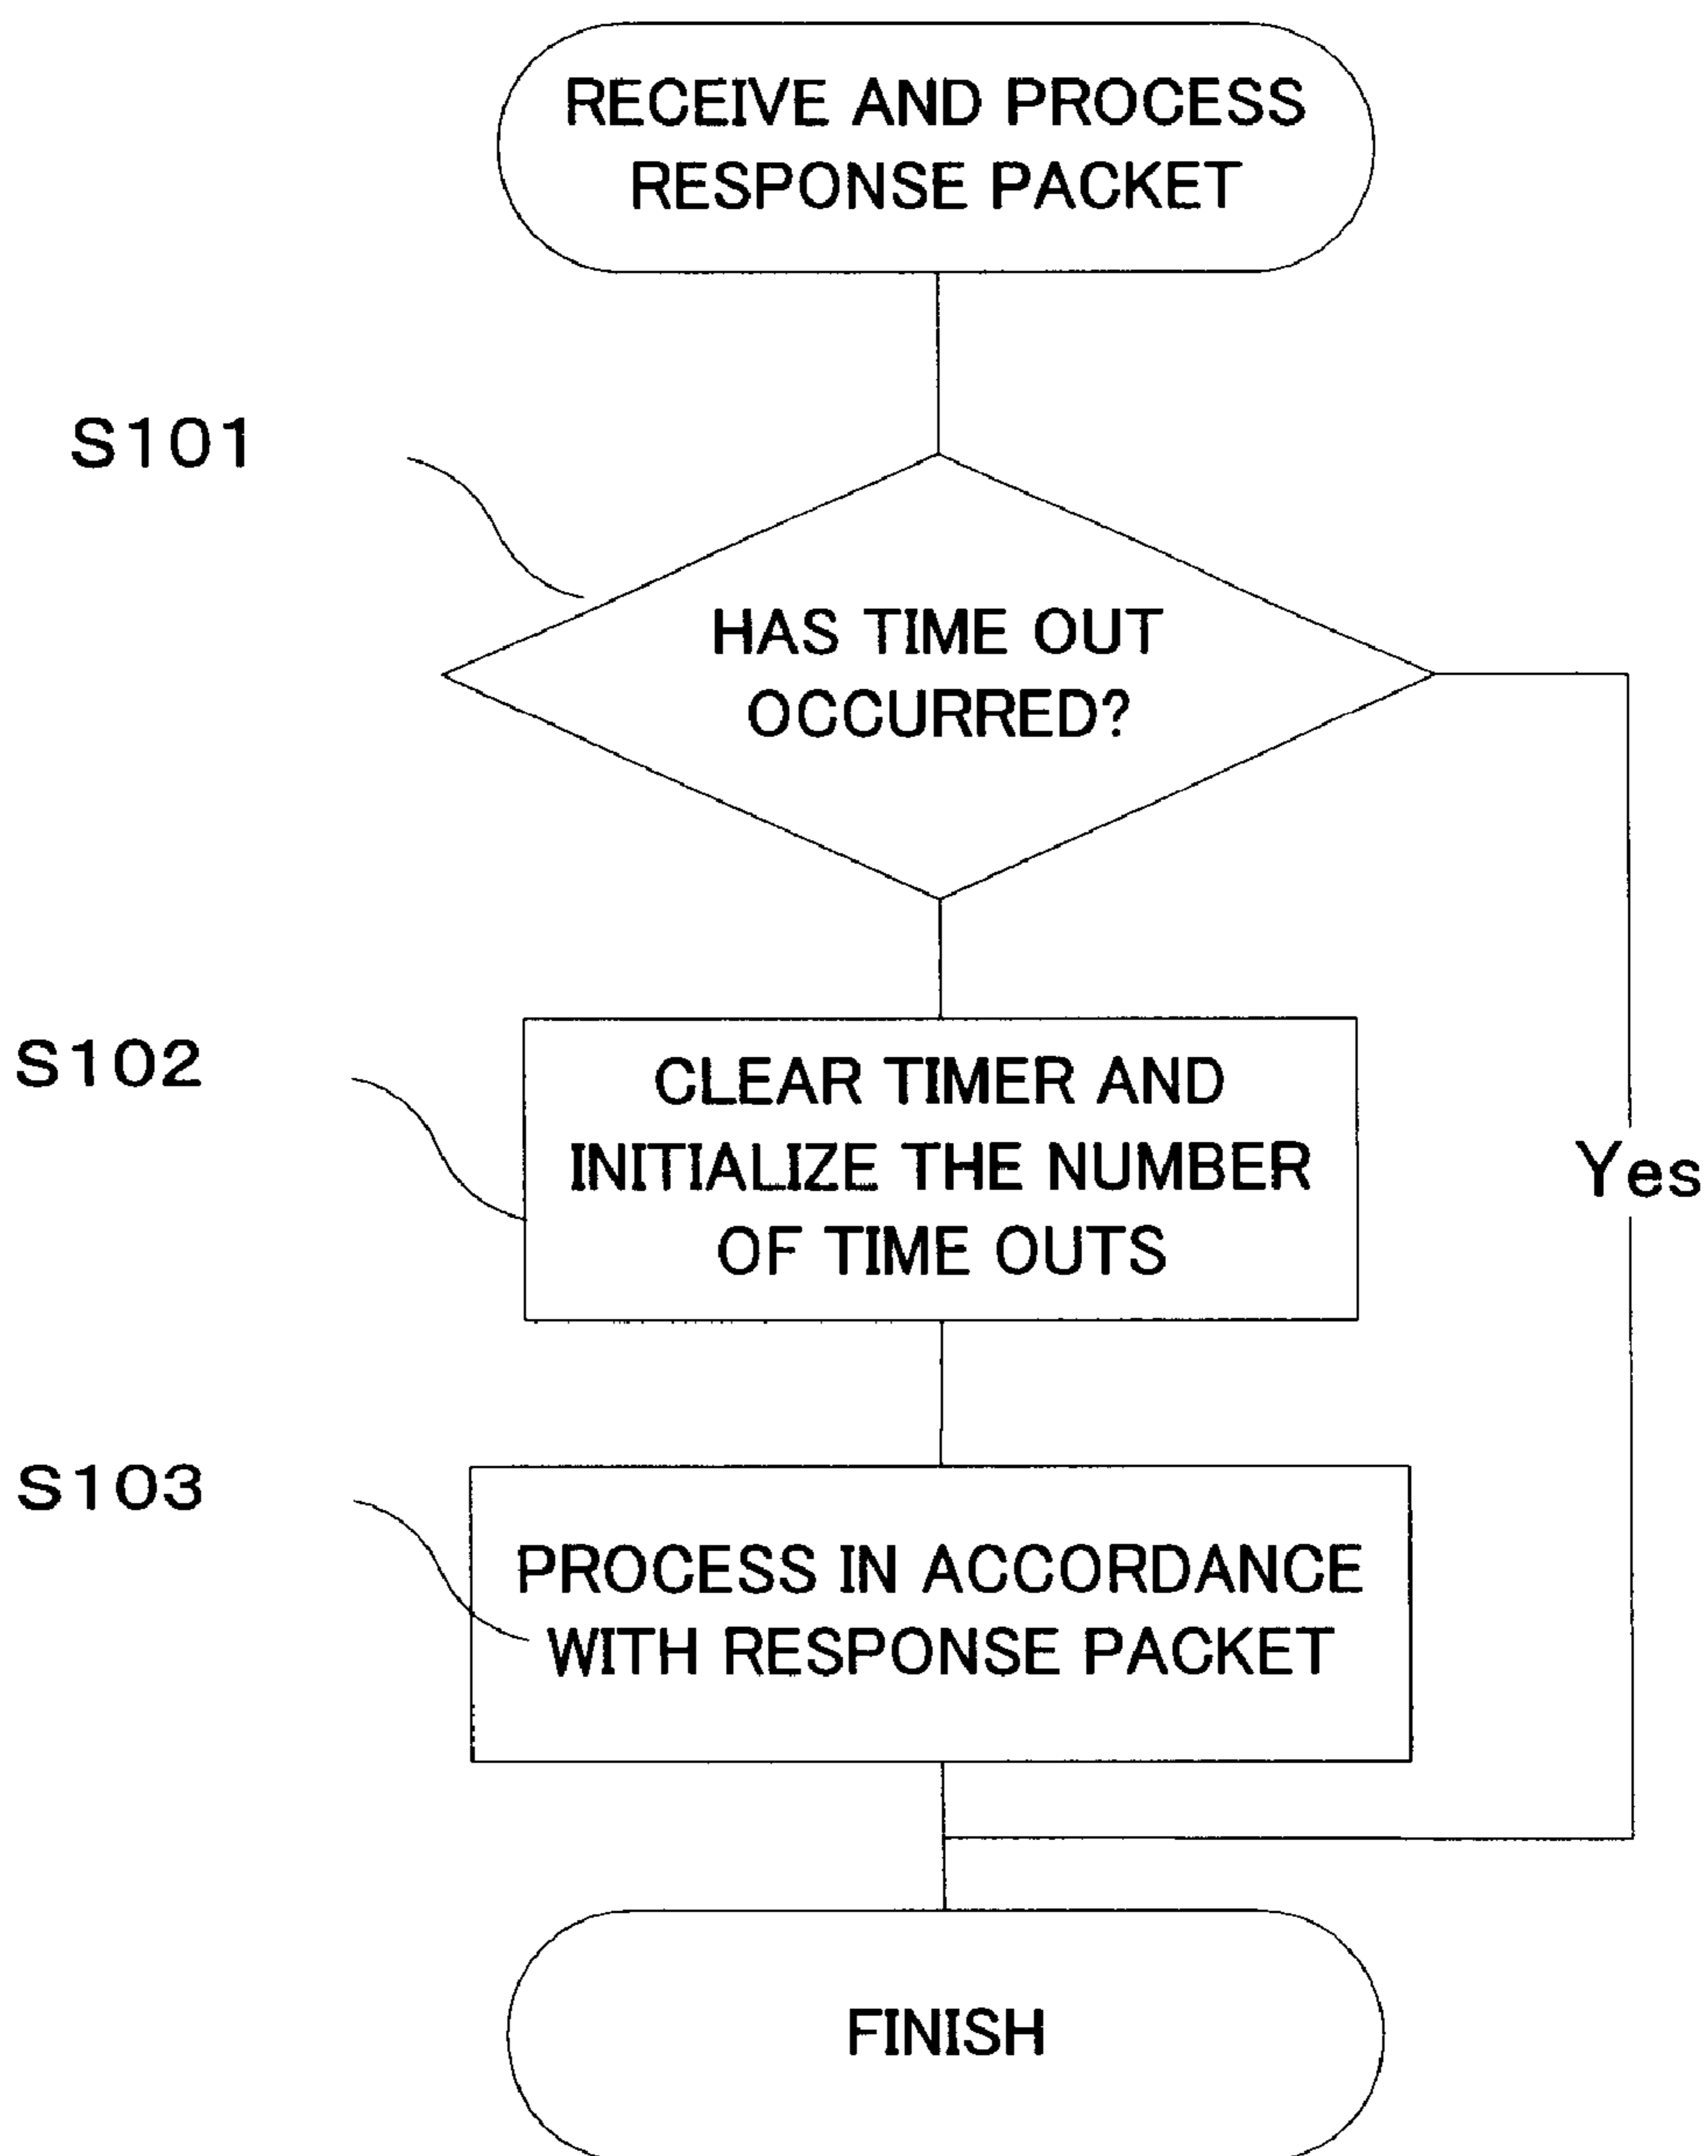 RECEIVE AND PROCESS
RESPONSE PACKET
S101
HAS TIME OUT
OCCURRED?
S102
CLEAR TIMER AND
INITIALIZE THE NUMBER
OF TIME OUTS
Yes
S103
PROCESS IN ACCORDANCE
WITH RESPONSE PACKET
FINISH